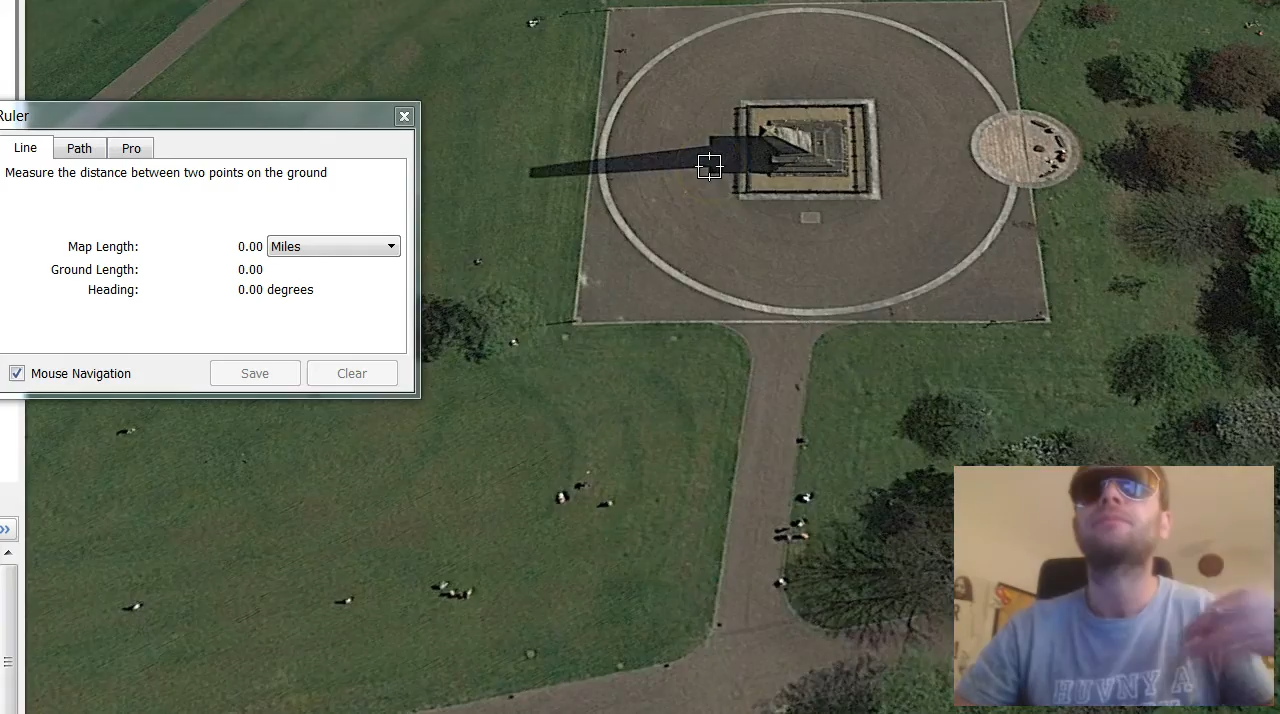 Ruler
Line
Path
Pro
Measure the distance between two points on the ground
Map Length:
0.00
Miles
Ground Length:
0.00
Heading:
0.00 degrees
Mouse Navigation
Save
Clear
HUVNY A